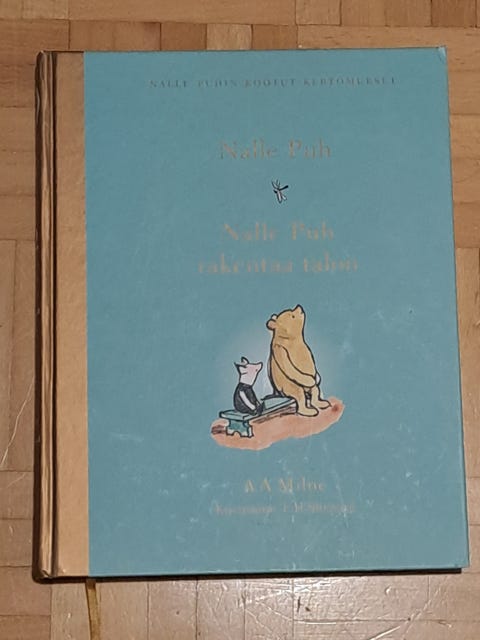 NALLE PUHIN KOOTUT KERTOMUKSET
Nalle Puh
Nalle Puh
rakentaa talon
A A Milne
Kuvittanut E H Shepard